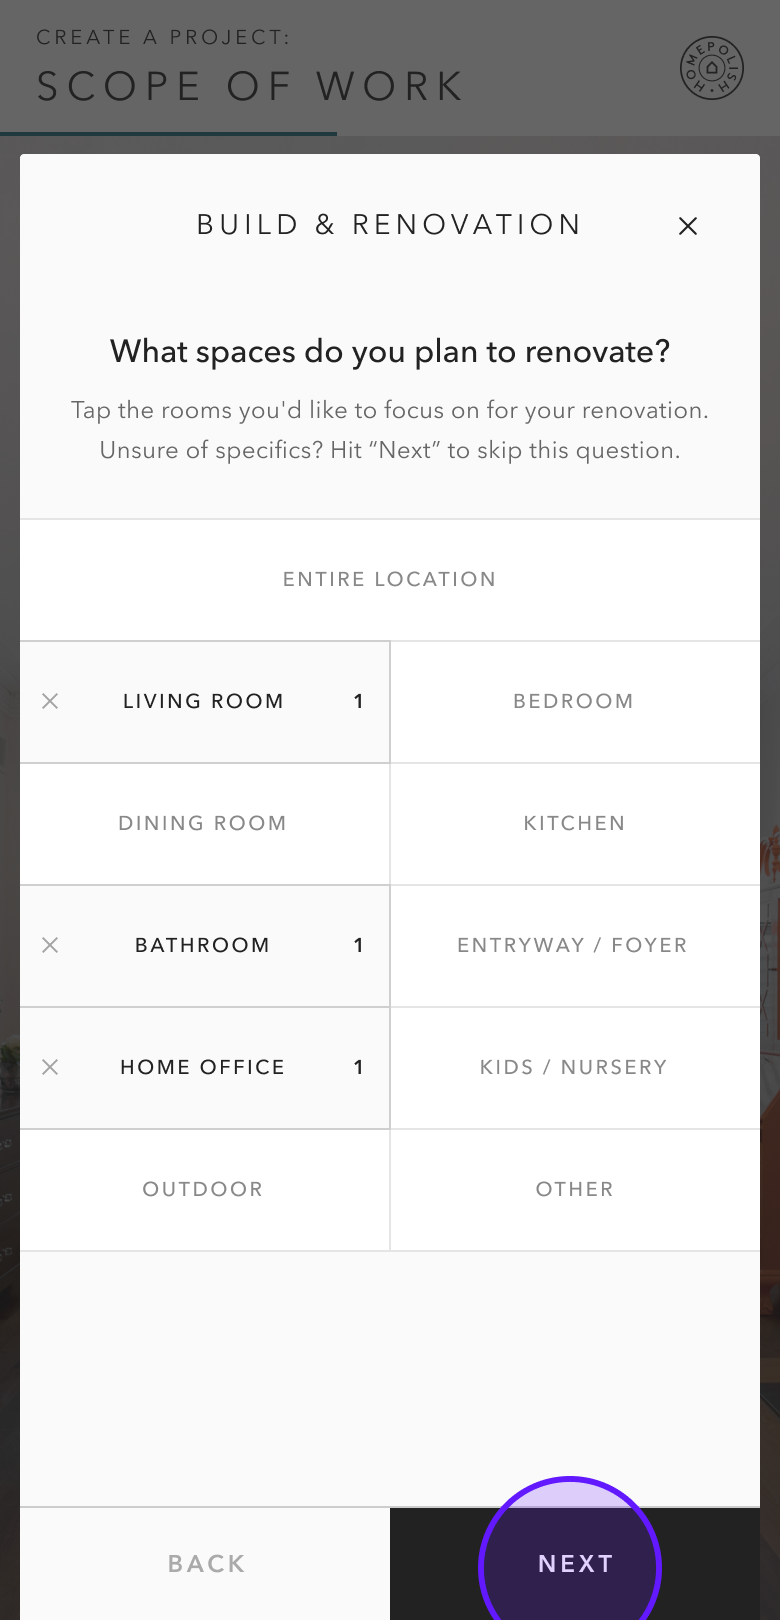 CREATE A PROJECT:
SCOPE OF WORK
HOMEPOLISH
BUILD & RENOVATION
What spaces do you plan to renovate?
Tap the rooms you'd like to focus on for your renovation.
Unsure of specifics? Hit “Next” to skip this question.
ENTIRE LOCATION
LIVING ROOM 1
BEDROOM
DINING ROOM
KITCHEN
BATHROOM 1
ENTRYWAY / FOYER
HOME OFFICE 1
KIDS / NURSERY
OUTDOOR
OTHER
BACK
NEXT